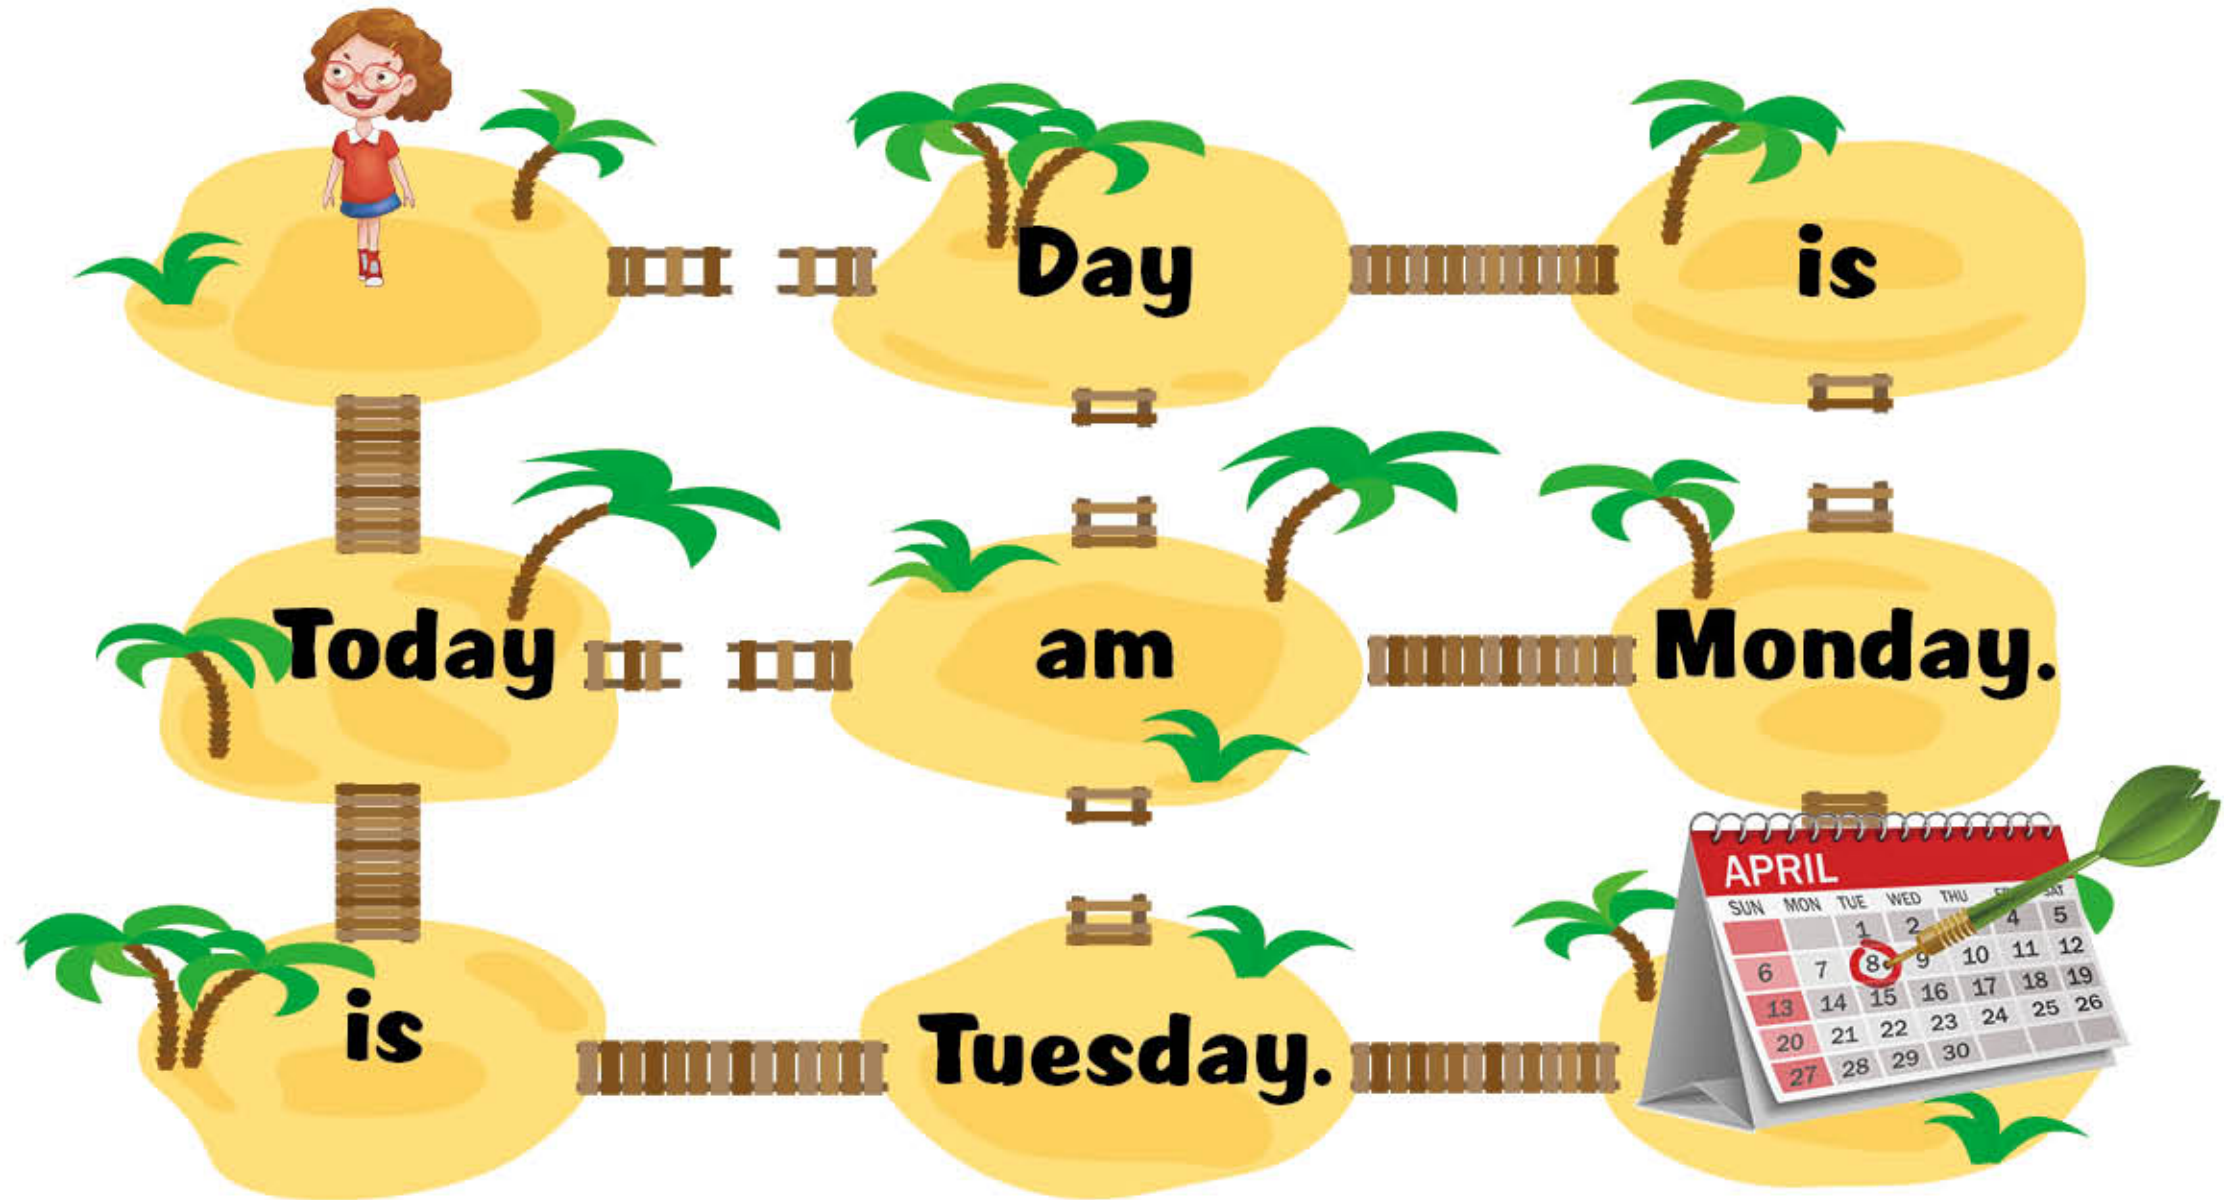 Day is
Today am Monday.
is Tuesday.
APRIL
SUN MON TUE WED THU SAT
1 2 4 5
6 7 8 9 10 11 12
13 14 15 16 17 18 19
20 21 22 23 24 25 26
27 28 29 30